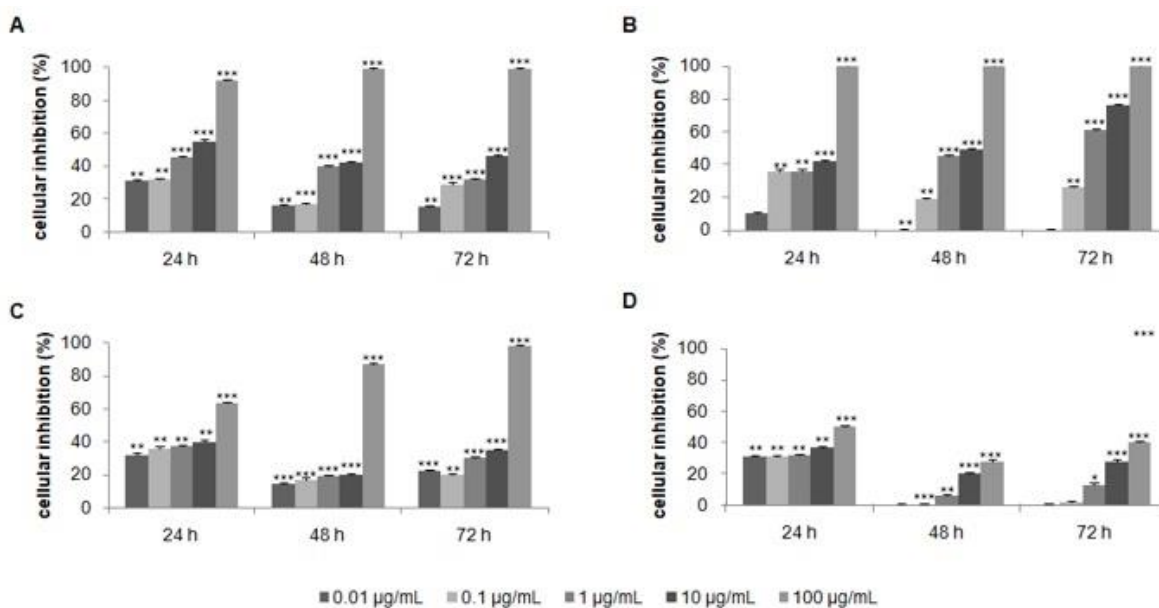 A
cellular inhibition (%)
100
80
60
40
20
0
** ** *** *** ***
** *** *** *** ***
** *** *** *** ***
24 h 48 h 72 h
B
cellular inhibition (%)
100
80
60
40
20
0
** ** *** ***
** ** *** *** ***
** *** *** ***
24 h 48 h 72 h
C
cellular inhibition (%)
100
80
60
40
20
0
** ** ** ** ***
*** *** *** *** ***
*** ** *** *** ***
24 h 48 h 72 h
D
cellular inhibition (%)
100
80
60
40
20
0
** ** ** ** ***
*** ** *** ***
* *** *** ***
24 h 48 h 72 h
0.01 µg/mL 0.1 µg/mL 1 µg/mL 10 µg/mL 100 µg/mL